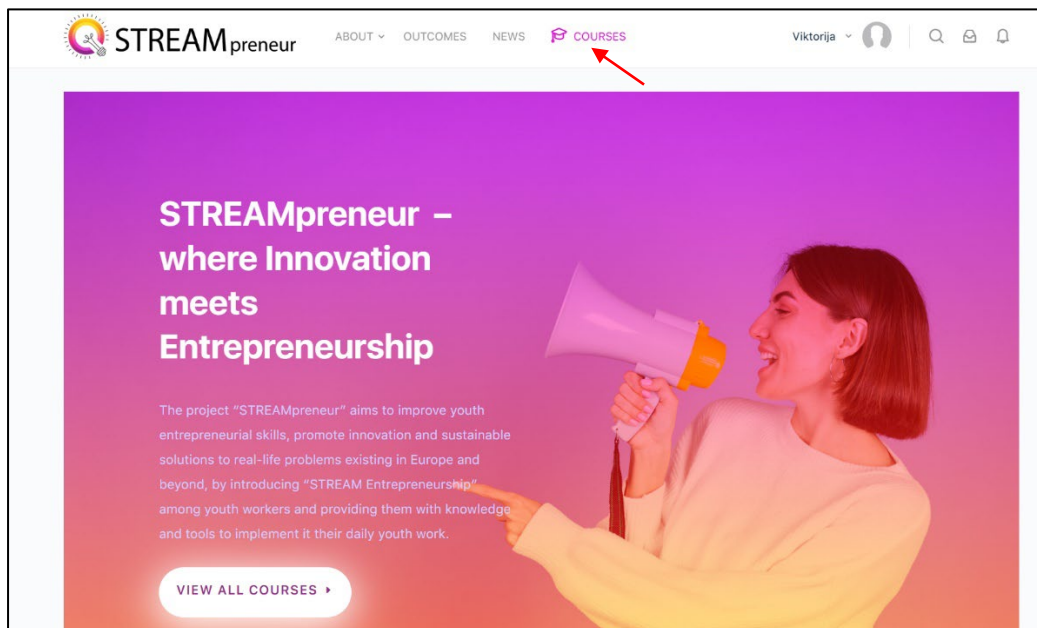 STREAMpreneur
ABOUT OUTCOMES NEWS COURSES
Viktorija
STREAMpreneur –
where Innovation
meets
Entrepreneurship
The project "STREAMpreneur" aims to improve youth
entrepreneurial skills, promote innovation and sustainable
solutions to real-life problems existing in Europe and
beyond, by introducing "STREAM Entrepreneurship"
among youth workers and providing them with knowledge
and tools to implement it their daily youth work.
VIEW ALL COURSES